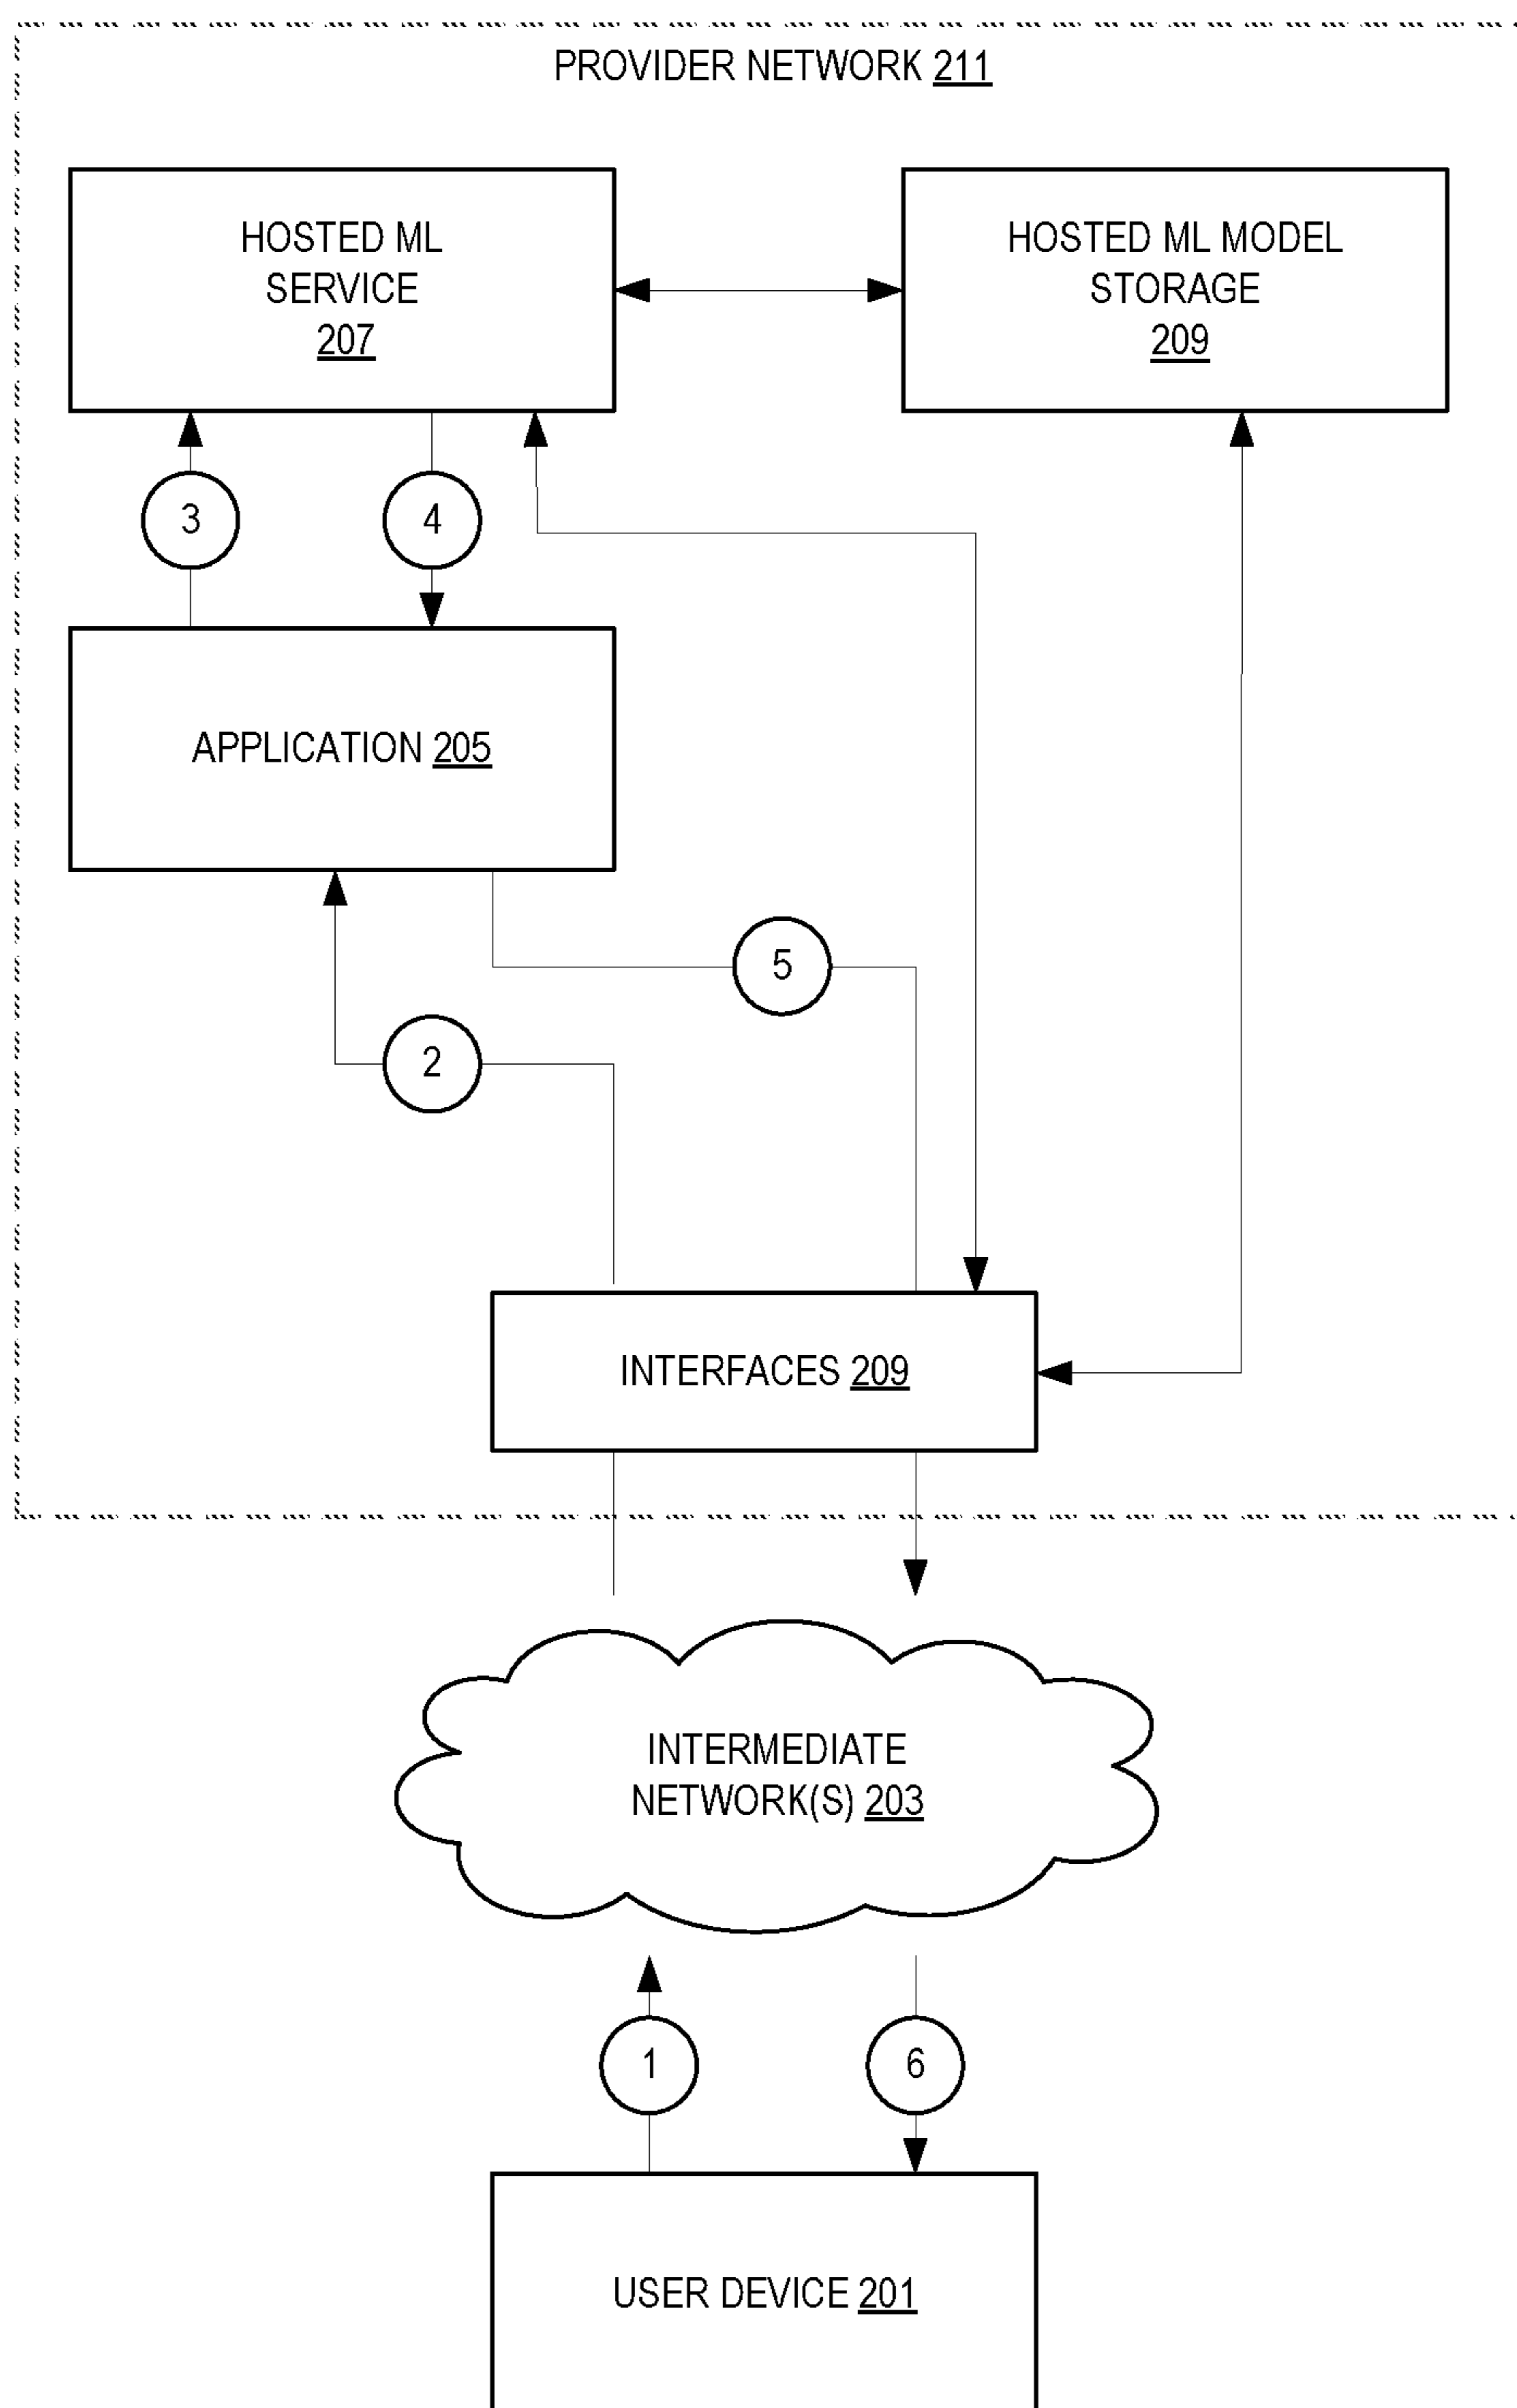 PROVIDER NETWORK 211
HOSTED ML
SERVICE
207
HOSTED ML MODEL
STORAGE
209
3
4
APPLICATION 205
5
2
INTERFACES 209
INTERMEDIATE
NETWORK(S) 203
1
6
USER DEVICE 201